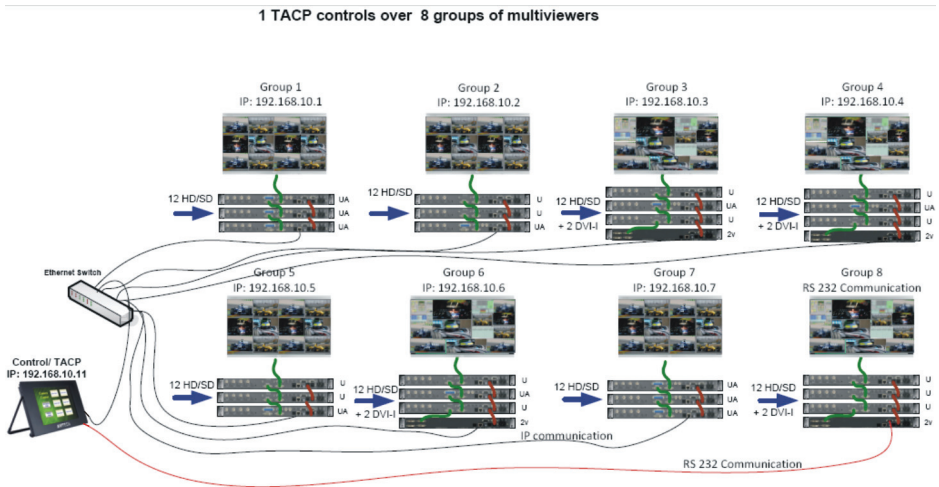 1 TACP controls over 8 groups of multiviewers
Group 1
IP: 192.168.10.1
Group 2
IP: 192.168.10.2
Group 3
IP: 192.168.10.3
Group 4
IP: 192.168.10.4
12 HD/SD
UA
UA
UA
12 HD/SD
U
U
U
12 HD/SD
+ 2 DVI-I
U
UA
U
2v
12 HD/SD
+ 2 DVI-I
U
UA
U
2v
Ethernet Switch
Group 5
IP: 192.168.10.5
Group 6
IP: 192.168.10.6
Group 7
IP: 192.168.10.7
Group 8
RS 232 Communication
Control/ TACP
IP: 192.168.10.11
12 HD/SD
U
U
UA
12 HD/SD
+ 2 DVI-I
U
UA
U
2v
12 HD/SD
UA
UA
UA
12 HD/SD
+ 2 DVI-I
U
UA
U
2v
IP communication
RS 232 Communication